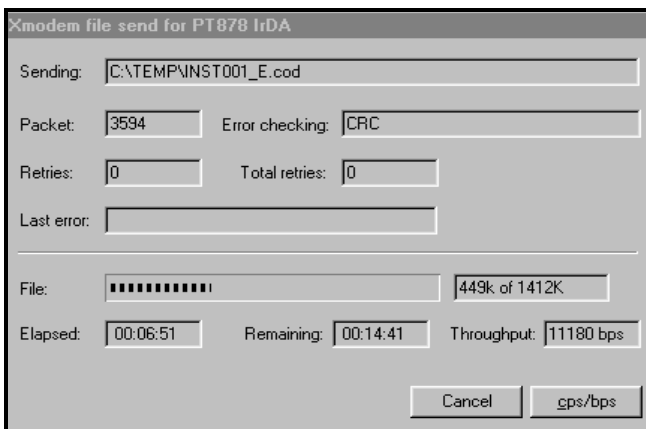 Xmodem file send for PT878 IrDA
Sending: C:\TEMP\INST001_E.cod
Packet: 3594 Error checking: CRC
Retries: 0 Total retries: 0
Last error:
File: 449k of 1412K
Elapsed: 00:06:51 Remaining: 00:14:41 Throughput: 11180 bps
Cancel cps/bps